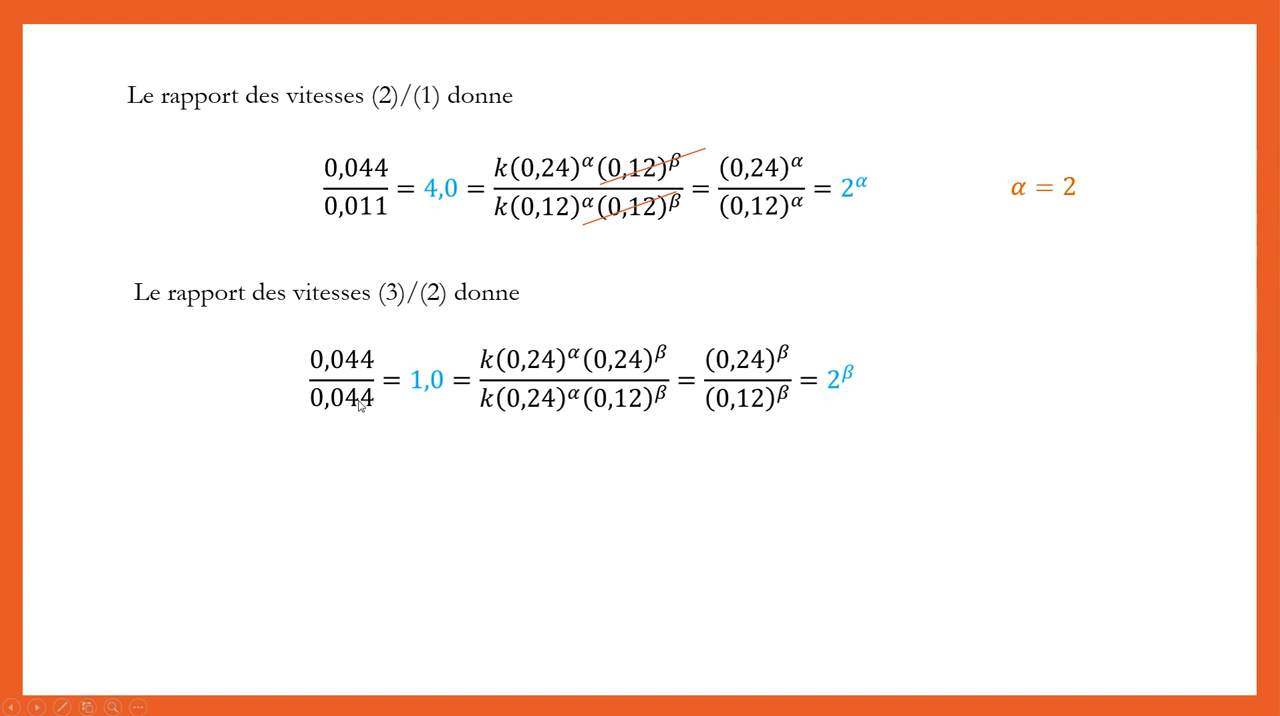 Le rapport des vitesses (2)/(1) donne
0,044/0,011 = 4,0 = k(0,24)^α(0,12)^β / k(0,12)^α(0,12)^β = (0,24)^α/(0,12)^α = 2^α    α = 2
Le rapport des vitesses (3)/(2) donne
0,044/0,044 = 1,0 = k(0,24)^α(0,24)^β / k(0,24)^α(0,12)^β = (0,24)^β/(0,12)^β = 2^β